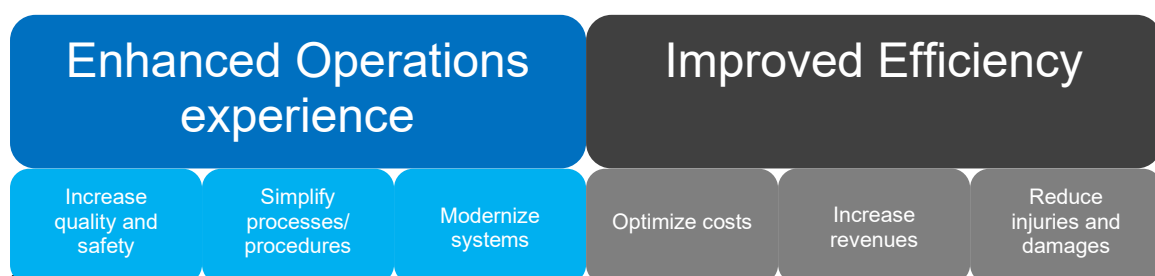 Enhanced Operations
experience
Improved Efficiency
Increase
quality and
safety
Simplify
processes/
procedures
Modernize
systems
Optimize costs
Increase
revenues
Reduce
injuries and
damages